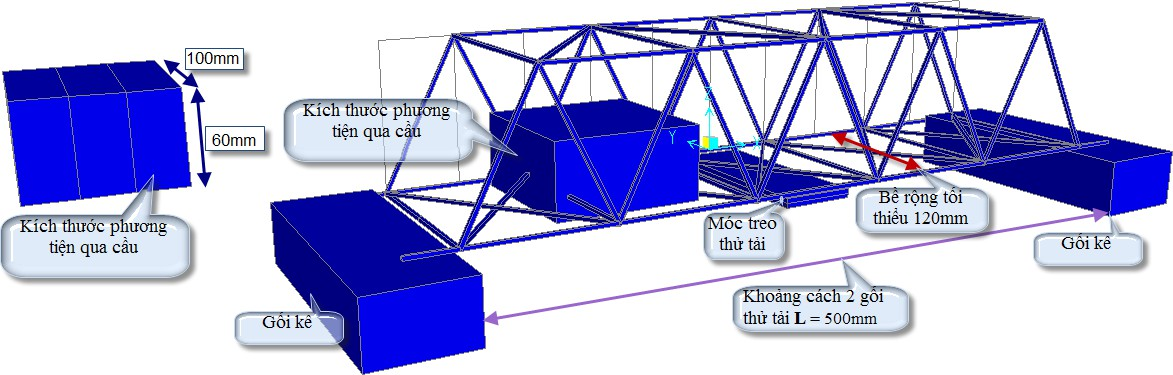 100mm
60mm
Kích thước phương
tiện qua cầu
Kích thước phương
tiện qua cầu
Z
Y
X
Bề rộng tối
thiểu 120mm
Móc treo
thử tải
Gối kê
Khoảng cách 2 gối
thử tải L = 500mm
Gối kê